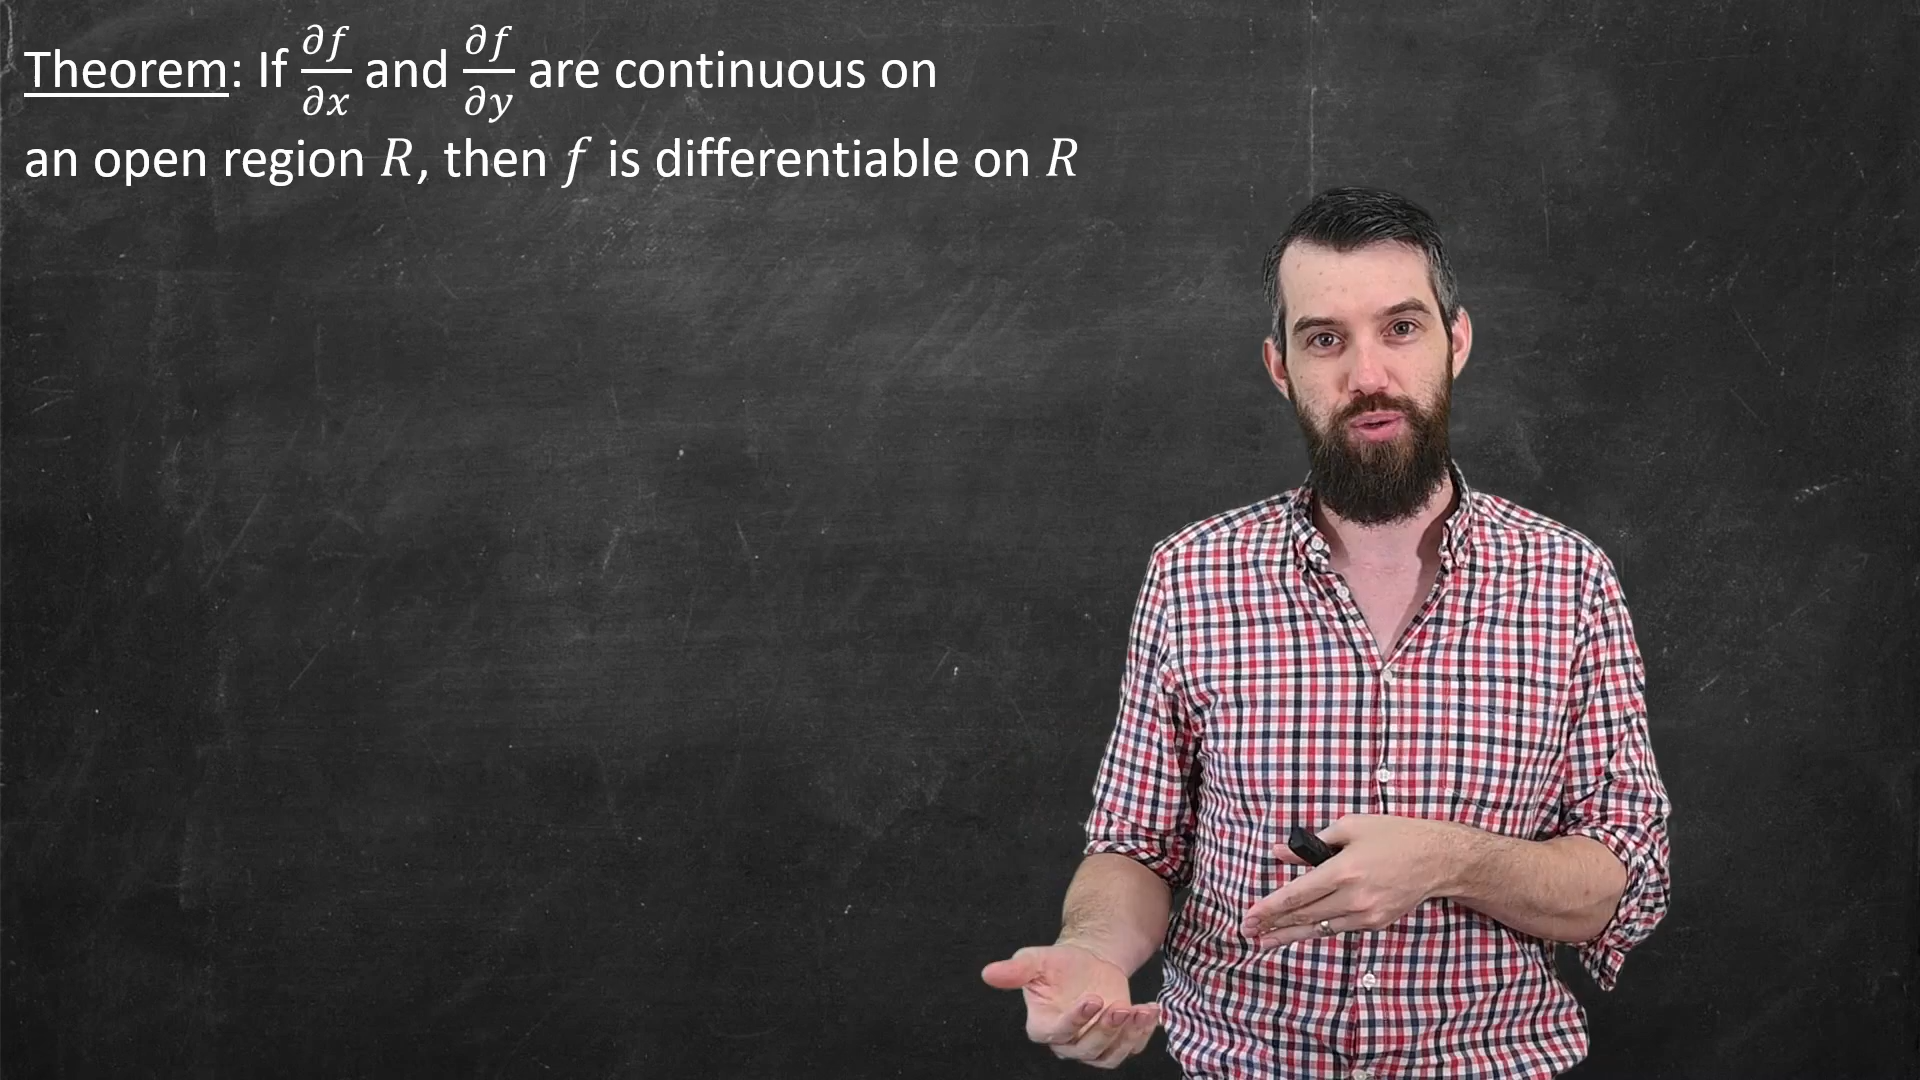 Theorem: If ∂f/∂x and ∂f/∂y are continuous on
an open region R, then f is differentiable on R